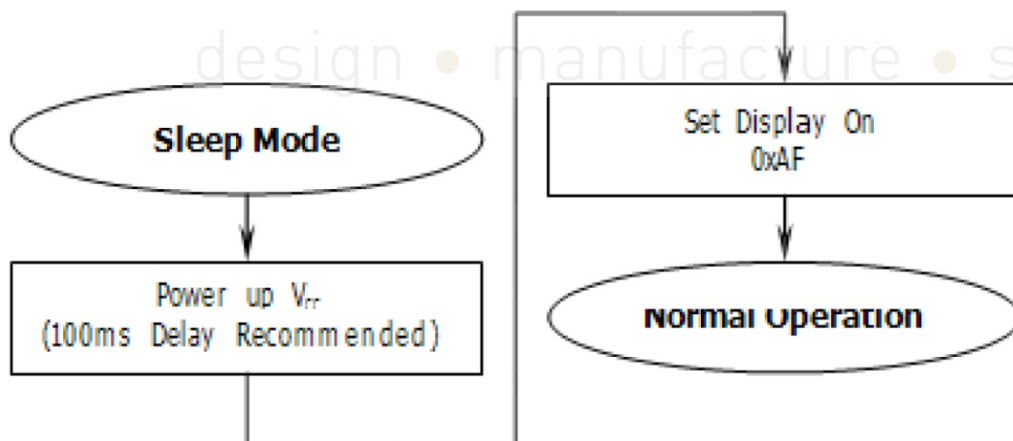 design • manufacture • s
Sleep Mode
Power up V
(100ms Delay Recommended)
Set Display On
0xAF
Normal Operation